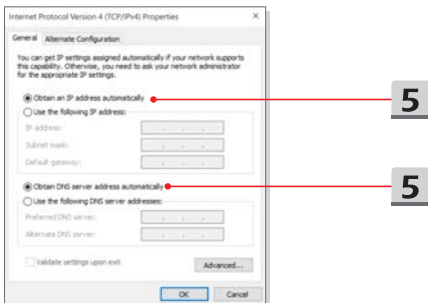 Internet Protocol Version 4 (TCP/IPv4) Properties
General Alternate Configuration
You can get IP settings assigned automatically if your network supports
this capability. Otherwise, you need to ask your network administrator
for the appropriate IP settings.
Obtain an IP address automatically
5
Use the following IP address:
IP address:
Subnet mask:
Default gateway:
Obtain DNS server address automatically
5
Use the following DNS server addresses:
Preferred DNS server:
Alternate DNS server:
Validate settings upon exit
Advanced...
OK Cancel